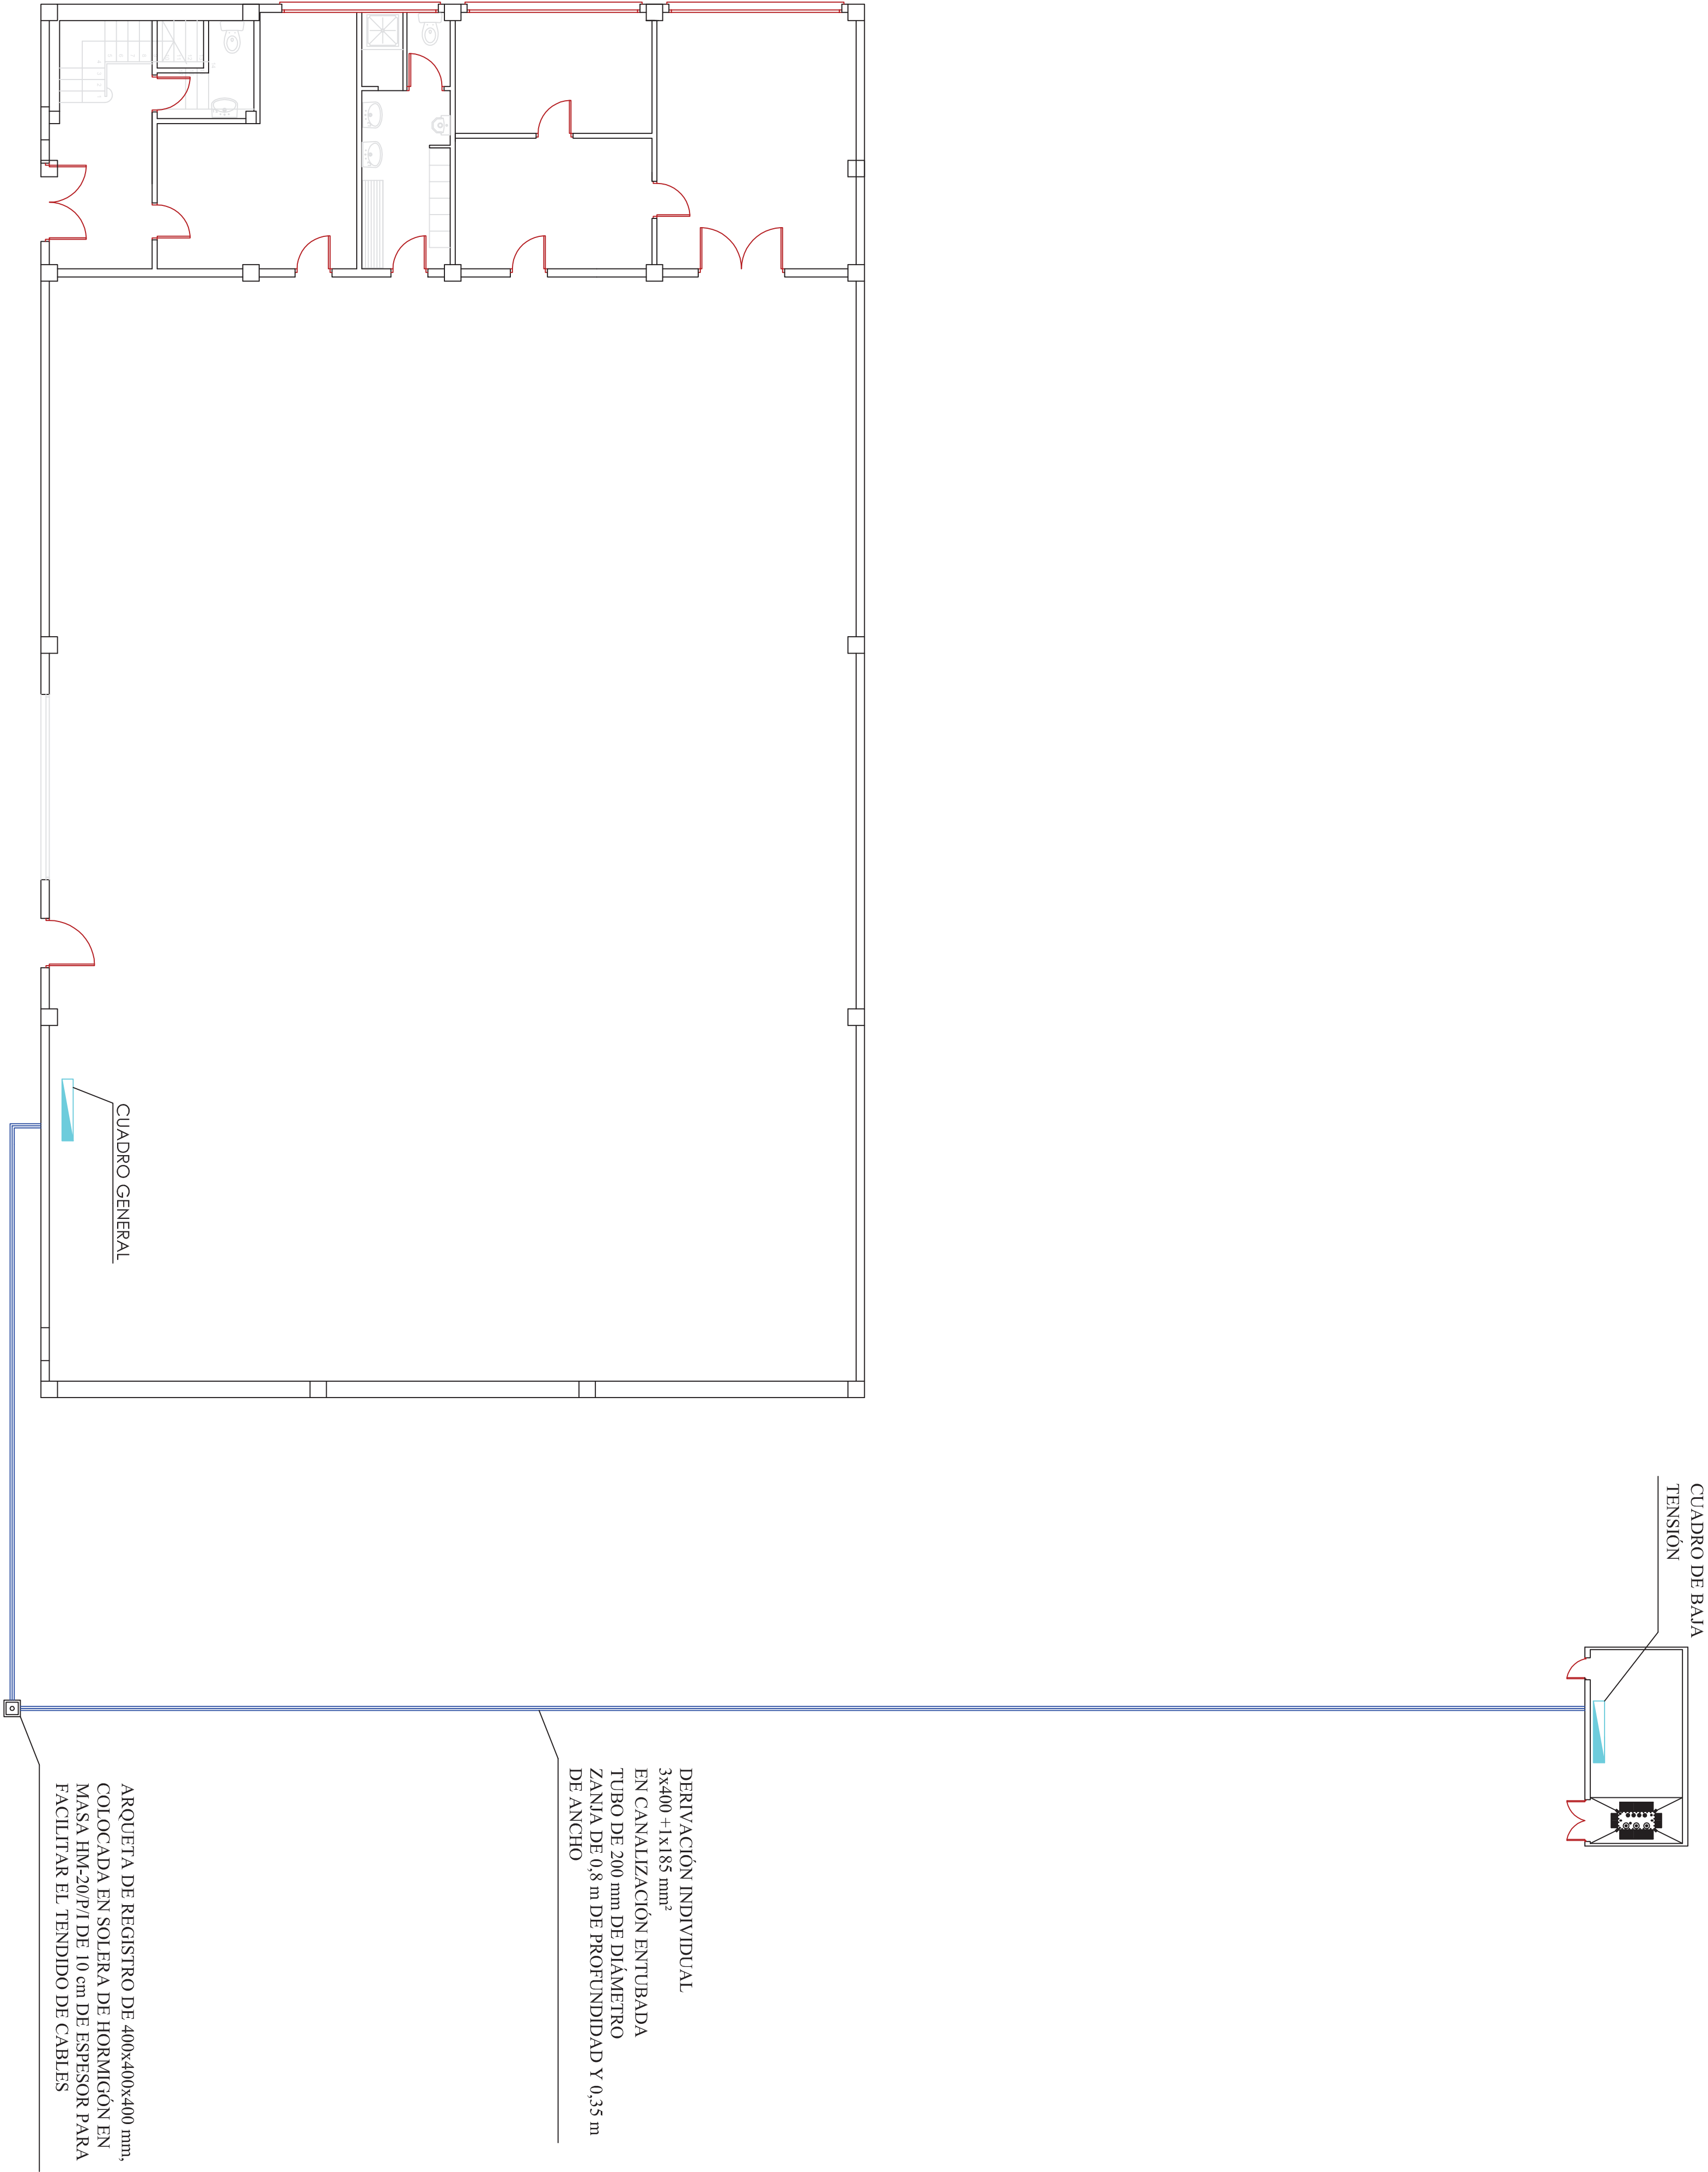 CUADRO DE BAJA
TENSIÓN
CUADRO GENERAL
DERIVACIÓN INDIVIDUAL
3x400 +1x185 mm²
EN CANALIZACIÓN ENTUBADA
TUBO DE 200 mm DE DIÁMETRO
ZANJA DE 0,8 m DE PROFUNDIDAD Y 0,35 m
DE ANCHO
ARQUETA DE REGISTRO DE 400x400x400 mm,
COLOCADA EN SOLERA DE HORMIGÓN EN
MASA HM-20/P/I DE 10 cm DE ESPESOR PARA
FACILITAR EL TENDIDO DE CABLES